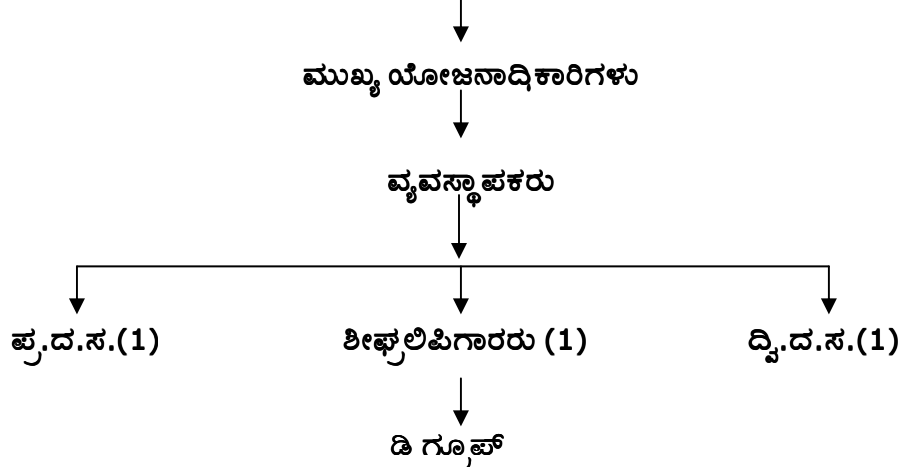 ಮುಖ್ಯ ಯೋಜನಾಧಿಕಾರಿಗಳು
ವ್ಯವಸ್ಥಾಪಕರು
ಪ್ರ.ದ.ಸ.(1) ಶೀಘ್ರಲಿಪಿಗಾರರು (1) ದ್ವಿ.ದ.ಸ.(1)
ಡಿ ಗ್ರೂಪ್